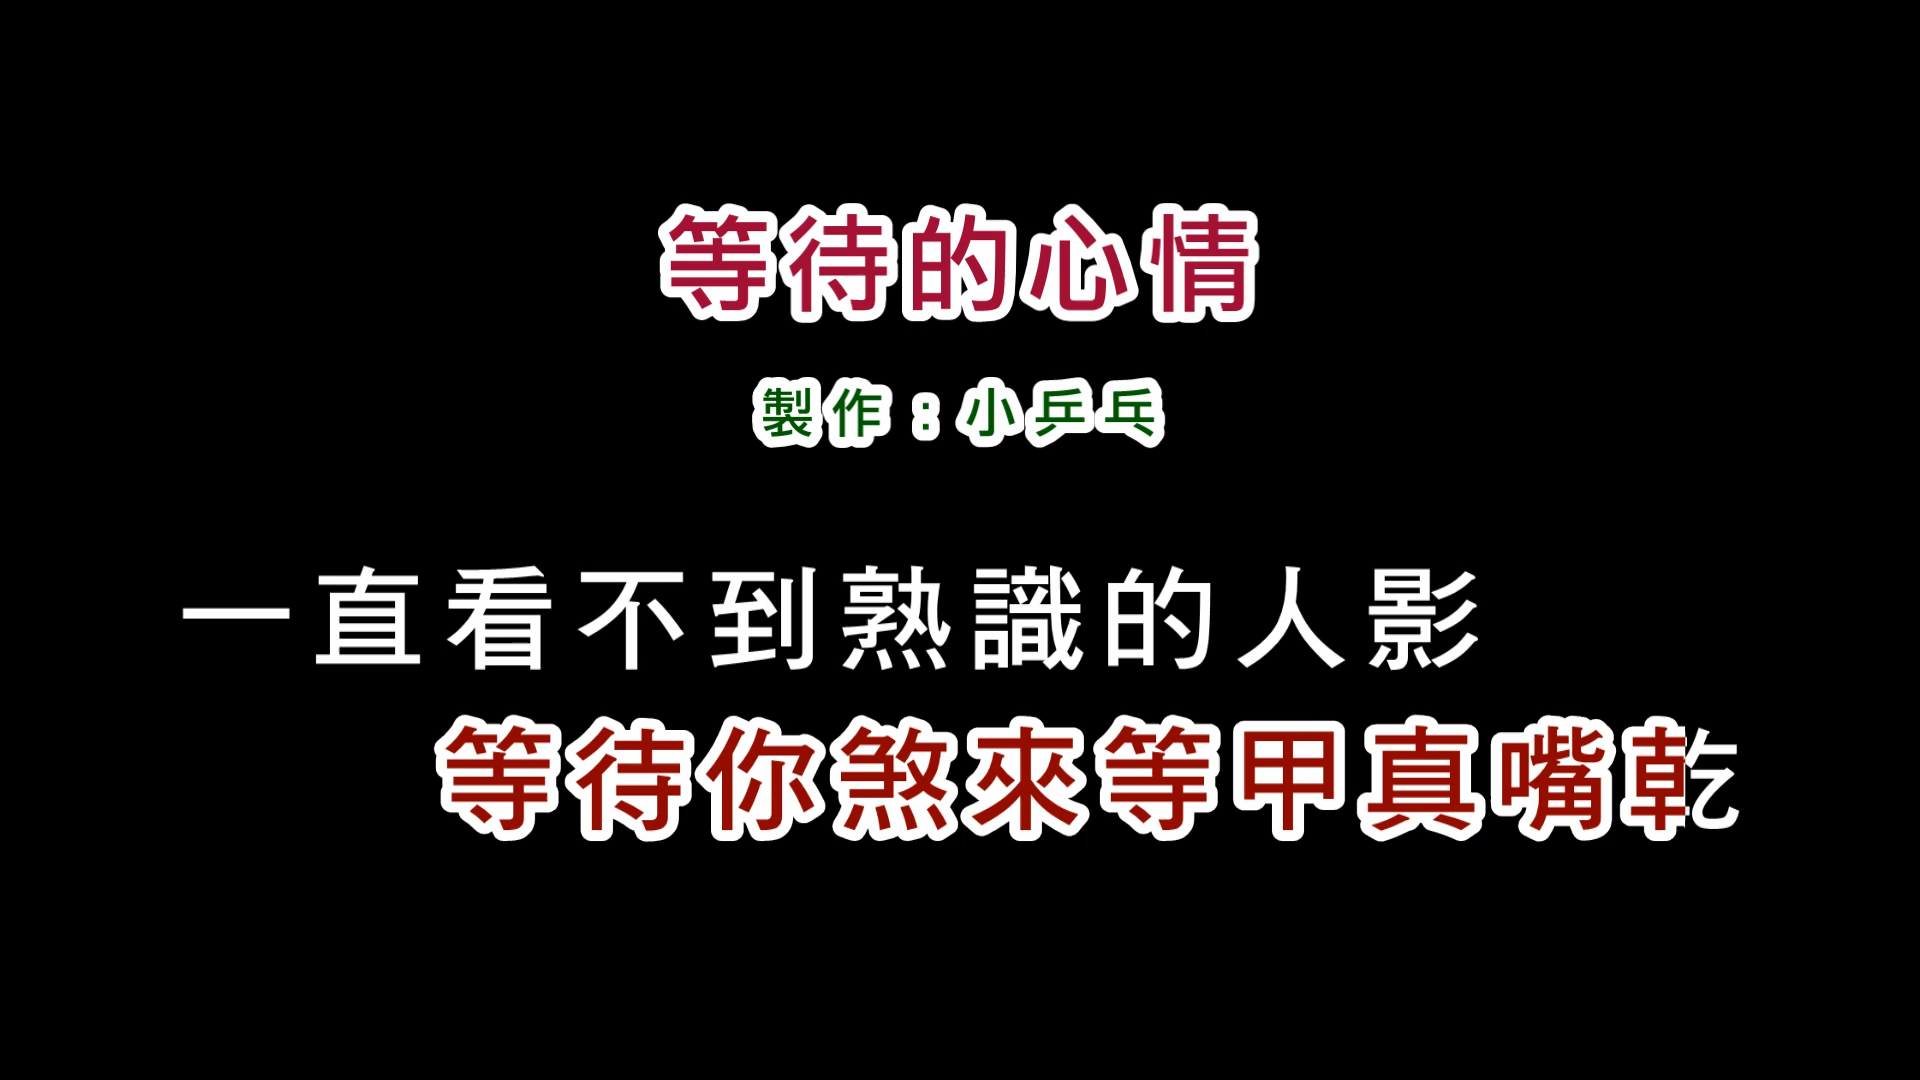 等待的心情
製作：小乒乓
一直看不到熟識的人影
等待你煞來等甲真嘴乾